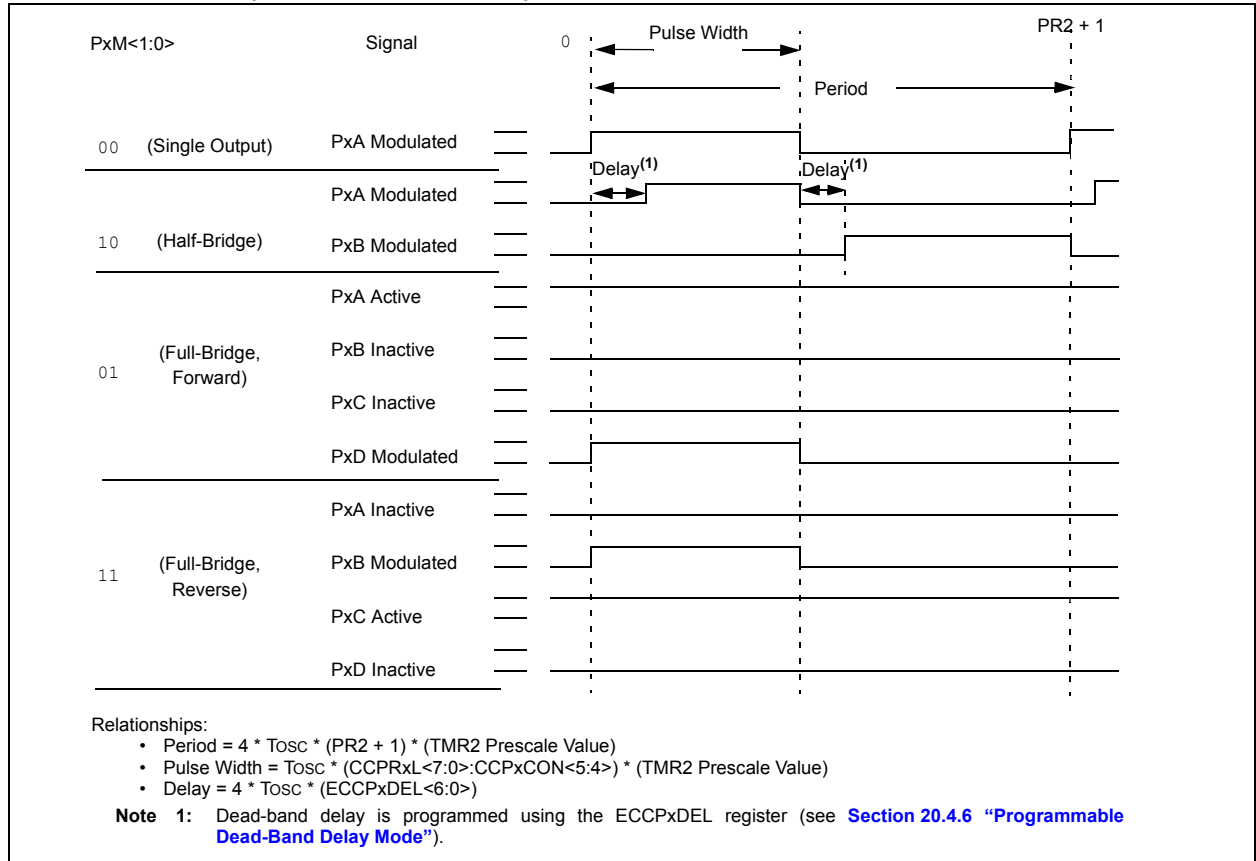 PxM<1:0> Signal 0 Pulse Width PR2 + 1
Period
00 (Single Output) PxA Modulated
Delay(1) Delay(1)
PxA Modulated
10 (Half-Bridge) PxB Modulated
PxA Active
01 (Full-Bridge, Forward) PxB Inactive
PxC Inactive
PxD Modulated
PxA Inactive
11 (Full-Bridge, Reverse) PxB Modulated
PxC Active
PxD Inactive
Relationships:
• Period = 4 * TOSC * (PR2 + 1) * (TMR2 Prescale Value)
• Pulse Width = TOSC * (CCPRxL<7:0>:CCPxCON<5:4>) * (TMR2 Prescale Value)
• Delay = 4 * TOSC * (ECCPxDEL<6:0>)
Note 1: Dead-band delay is programmed using the ECCPxDEL register (see Section 20.4.6 “Programmable
Dead-Band Delay Mode”).